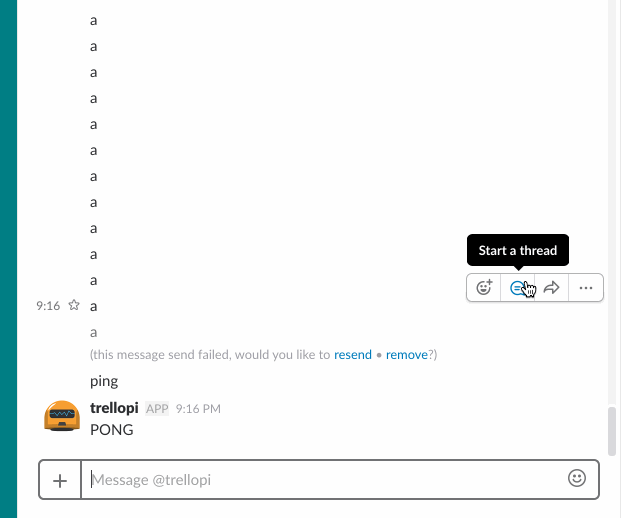 a
a
a
a
a
a
a
a
a
a
Start a thread
a
9:16 a
a
(this message send failed, would you like to resend • remove?)
ping
trellopi APP 9:16 PM
PONG
Message @trellopi